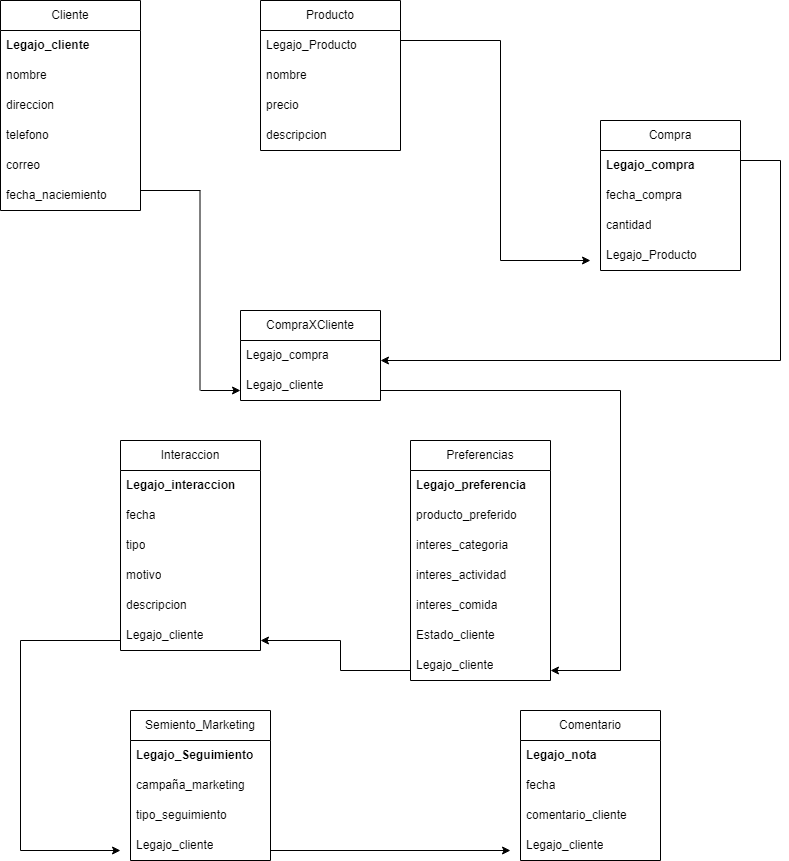 Cliente
Legajo_cliente
nombre
direccion
telefono
correo
fecha_naciemiento
Producto
Legajo_Producto
nombre
precio
descripcion
Compra
Legajo_compra
fecha_compra
cantidad
Legajo_Producto
CompraXCliente
Legajo_compra
Legajo_cliente
Interaccion
Legajo_interaccion
fecha
tipo
motivo
descripcion
Legajo_cliente
Preferencias
Legajo_preferencia
producto_preferido
interes_categoria
interes_actividad
interes_comida
Estado_cliente
Legajo_cliente
Semiento_Marketing
Legajo_Seguimiento
campaña_marketing
tipo_seguimiento
Legajo_cliente
Comentario
Legajo_nota
fecha
comentario_cliente
Legajo_cliente